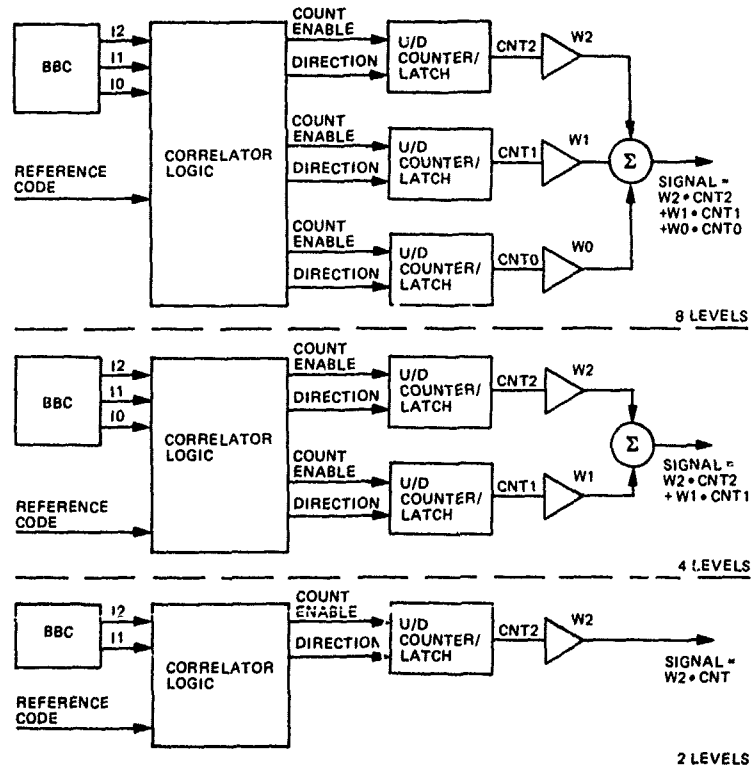 BBC
I2
I1
I0
REFERENCE
CODE
CORRELATOR
LOGIC
COUNT
ENABLE
DIRECTION
COUNT
ENABLE
DIRECTION
COUNT
ENABLE
DIRECTION
U/D
COUNTER/
LATCH
U/D
COUNTER/
LATCH
U/D
COUNTER/
LATCH
CNT2
CNT1
CNT0
W2
W1
W0
Σ
SIGNAL =
W2 • CNT2
+W1 • CNT1
+W0 • CNT0
8 LEVELS
BBC
I2
I1
I0
REFERENCE
CODE
CORRELATOR
LOGIC
COUNT
ENABLE
DIRECTION
COUNT
ENABLE
DIRECTION
U/D
COUNTER/
LATCH
U/D
COUNTER/
LATCH
CNT2
CNT1
W2
W1
Σ
SIGNAL =
W2 • CNT2
+ W1 • CNT1
4 LEVELS
BBC
I2
I1
REFERENCE
CODE
CORRELATOR
LOGIC
COUNT
ENABLE
DIRECTION
U/D
COUNTER/
LATCH
CNT2
W2
SIGNAL =
W2 • CNT
2 LEVELS